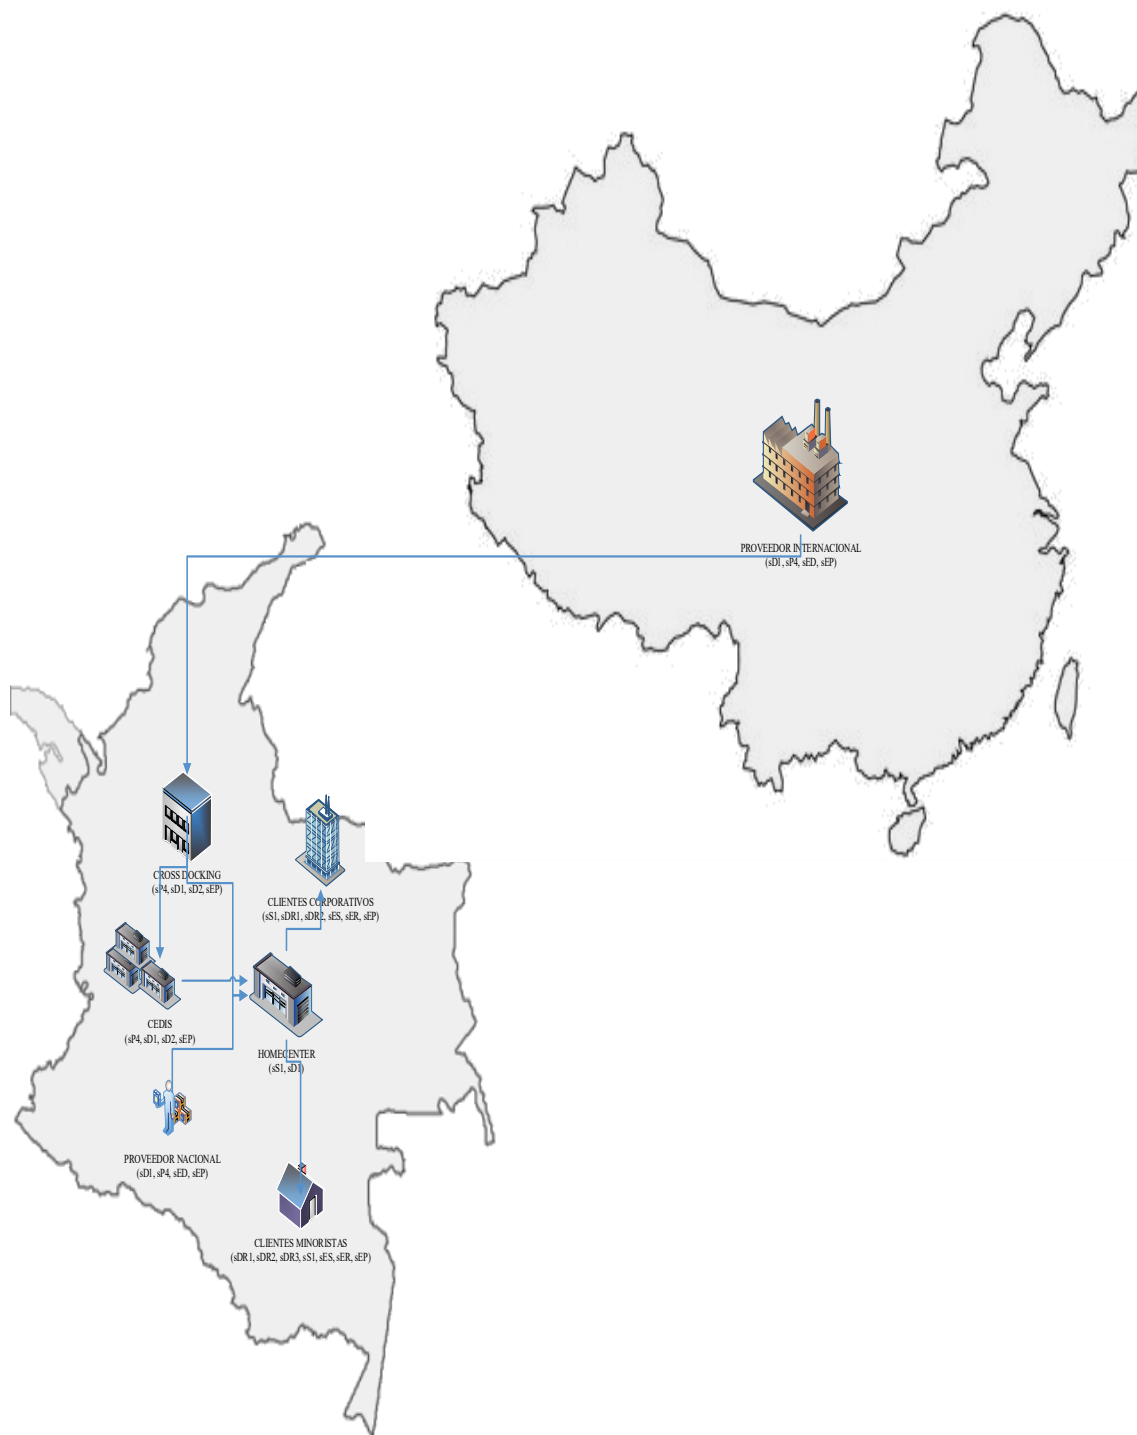 PROVEEDOR INTERNACIONAL
(sD1, sP4, sED, sEP)
CROSS DOCKING
(sP4, sD1, sD2, sEP)
CLIENTES CORPORATIVOS
(sS1, sDR1, sDR2, sES, sER, sEP)
CEDIS
(sP4, sD1, sD2, sEP)
HOMECENTER
(sS1, sD1)
PROVEEDOR NACIONAL
(sD1, sP4, sED, sEP)
CLIENTES MINORISTAS
(sDR1, sDR2, sDR3, sS1, sES, sER, sEP)